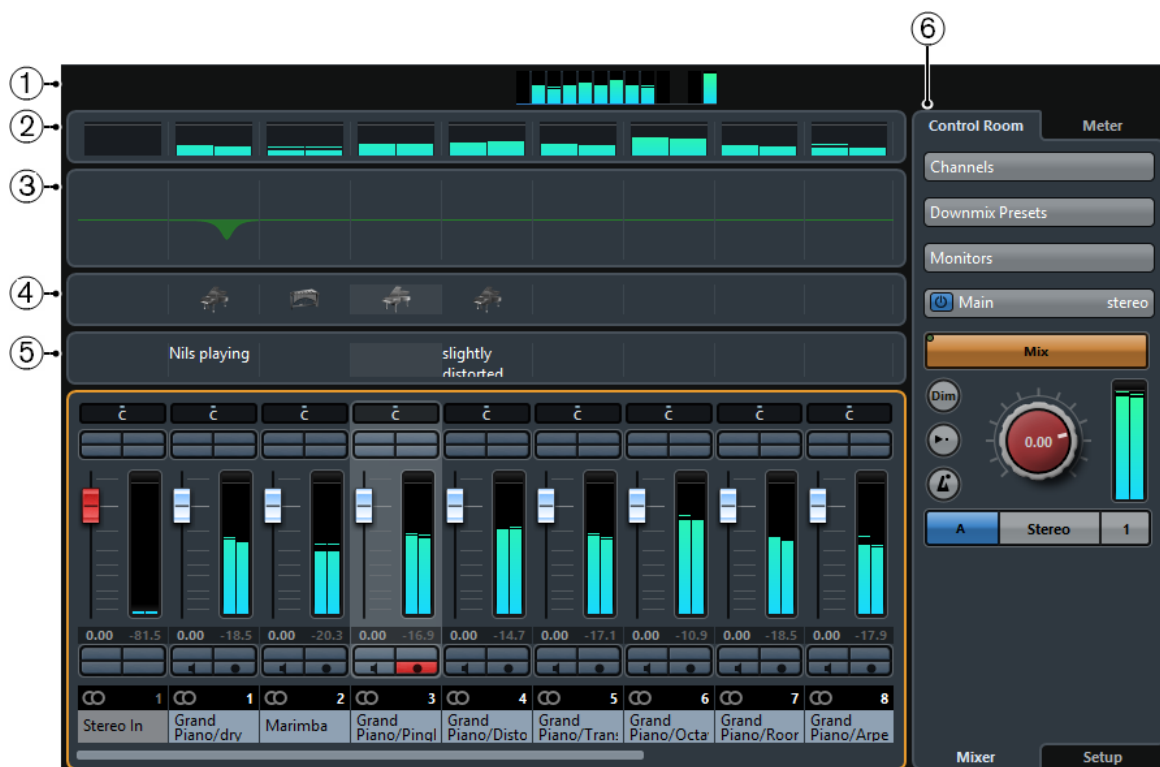 6
1
2
Control Room Meter
Channels
3
Downmix Presets
Monitors
4
Main stereo
5
Nils playing
slightly
distorted
Mix
Dim
0.00
A Stereo 1
C C C C C C C C C
0.00 -81.5 0.00 -18.5 0.00 -20.3 0.00 -16.9 0.00 -14.7 0.00 -17.1 0.00 -10.9 0.00 -18.5 0.00 -17.9
1 1 2 3 4 5 6 7 8
Stereo In
Grand
Piano/dry
Marimba
Grand
Piano/Pingl
Grand
Piano/Disto
Grand
Piano/Trans
Grand
Piano/Octa
Grand
Piano/Roor
Grand
Piano/Arpe
Mixer Setup